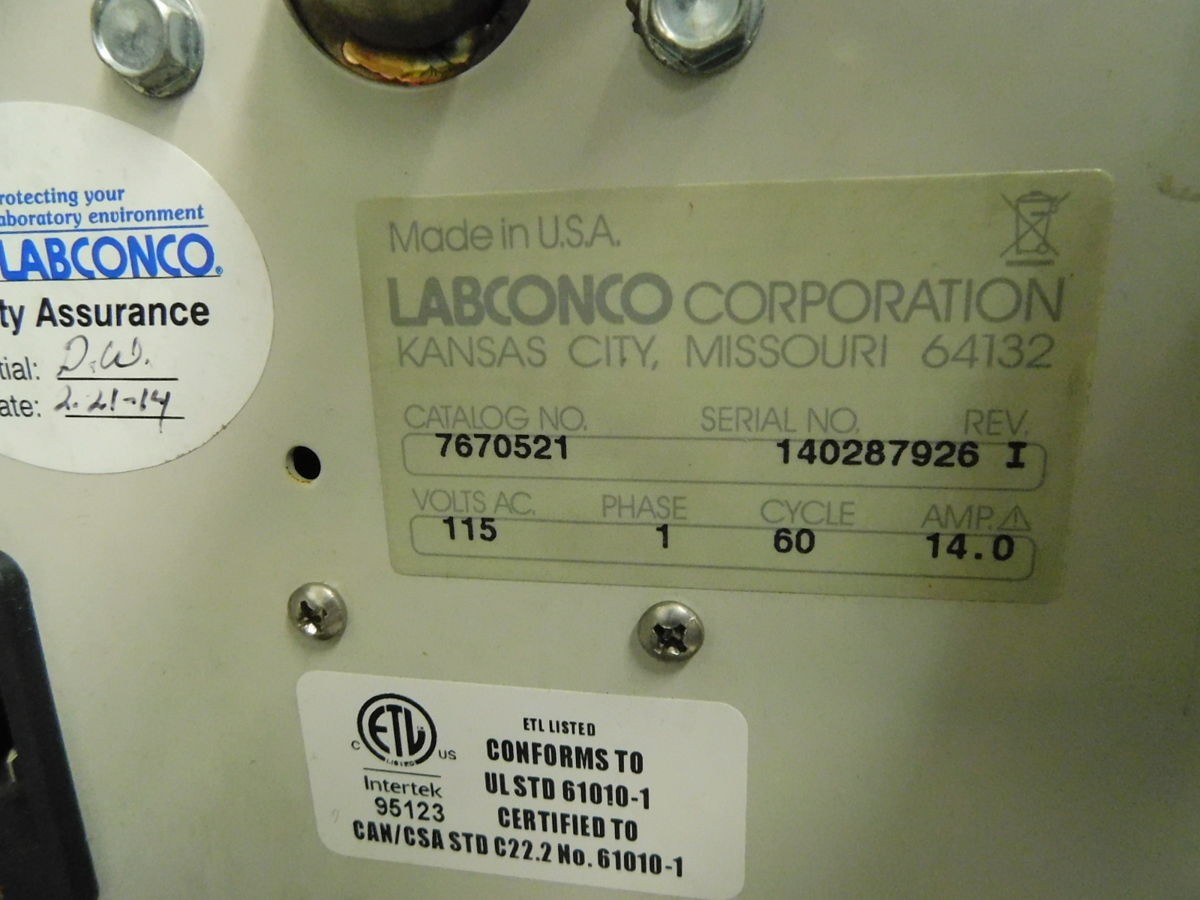 rotecting your
aboratory environment
LABCONCO®
ty Assurance
tial: D.W.
ate: 2-21-14
Made in U.S.A.
LABCONCO CORPORATION
KANSAS CITY, MISSOURI 64132
CATALOG NO. SERIAL NO. REV.
7670521 140287926 I
VOLTS AC. PHASE CYCLE AMP. ⚠
115 1 60 14.0
ETL
LISTED
C US
Intertek
95123
ETL LISTED
CONFORMS TO
UL STD 61010-1
CERTIFIED TO
CAN/CSA STD C22.2 No. 61010-1